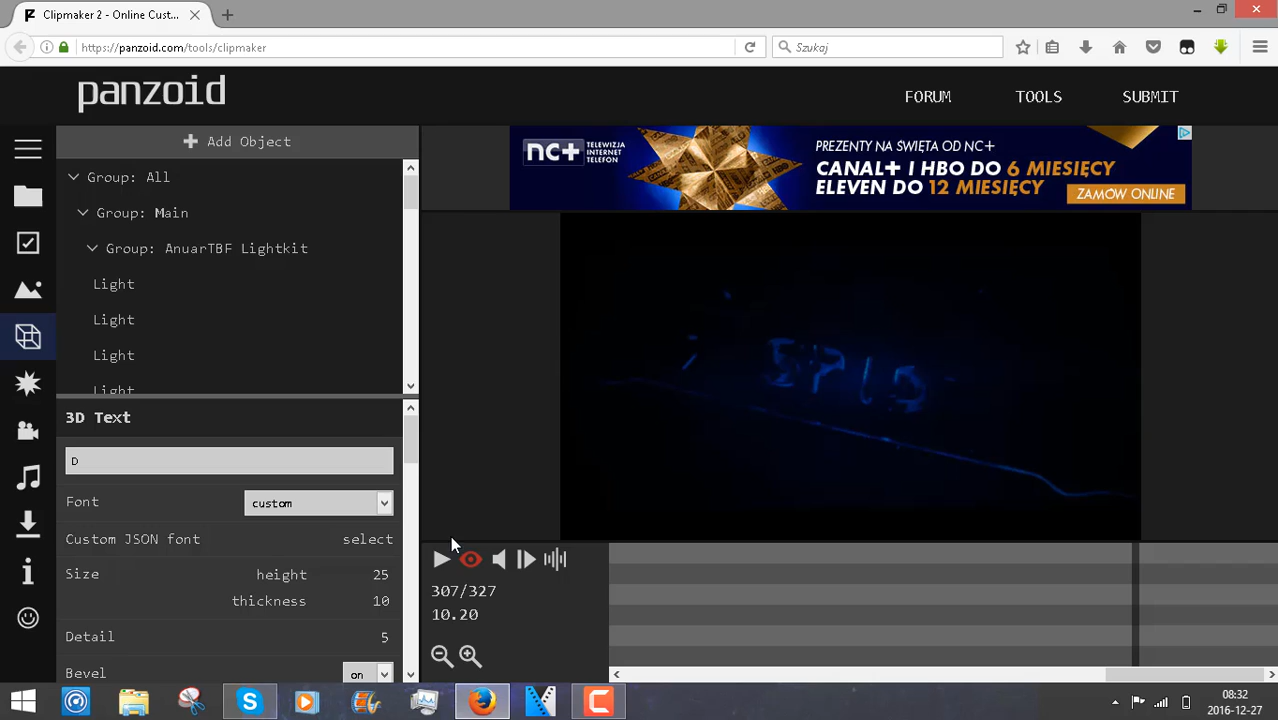 Clipmaker 2 - Online Cust...
https://panzoid.com/tools/clipmaker
Szukaj
panzoid
FORUM
TOOLS
SUBMIT
Add Object
Group: All
Group: Main
Group: AnuarTBF Lightkit
Light
Light
Light
Light
nc+ TELEWIZJA INTERNET TELEFON
PREZENTY NA ŚWIĘTA OD NC+
CANAL+ I HBO DO 6 MIESIĘCY
ELEVEN DO 12 MIESIĘCY
ZAMÓW ONLINE
SPID
3D Text
D
Font custom
Custom JSON font select
Size height 25
thickness 10
Detail 5
Bevel on
307/327
10.20
08:32
2016-12-27